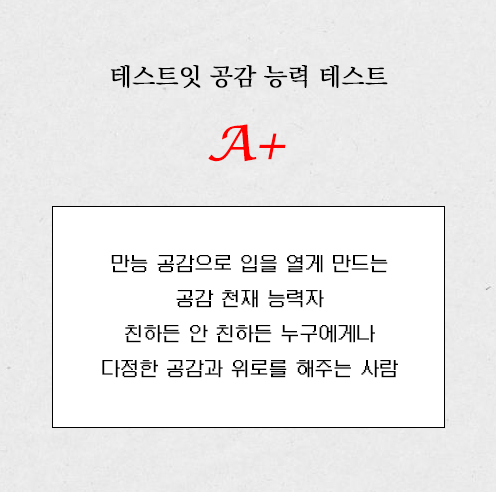 테스트잇 공감 능력 테스트
A+
만능 공감으로 입을 열게 만드는
공감 천재 능력자
친하든 안 친하든 누구에게나
다정한 공감과 위로를 해주는 사람